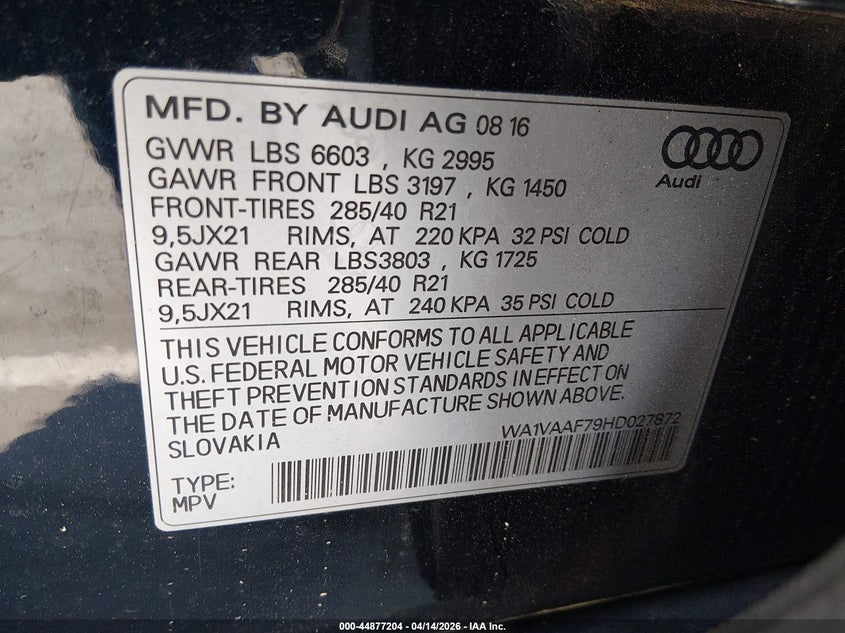 MFD. BY AUDI AG 08 16
GVWR LBS 6603 , KG 2995
GAWR FRONT LBS 3197 , KG 1450
FRONT-TIRES 285/40 R21
9,5JX21 RIMS, AT 220 KPA 32 PSI COLD
GAWR REAR LBS3803 , KG 1725
REAR-TIRES 285/40 R21
9,5JX21 RIMS, AT 240 KPA 35 PSI COLD
Audi
THIS VEHICLE CONFORMS TO ALL APPLICABLE
U.S. FEDERAL MOTOR VEHICLE SAFETY AND
THEFT PREVENTION STANDARDS IN EFFECT ON
THE DATE OF MANUFACTURE SHOWN ABOVE.
SLOVAKIA WA1VAAF79HD027872
TYPE:
MPV
000-44877204 - 04/14/2026 - IAA Inc.